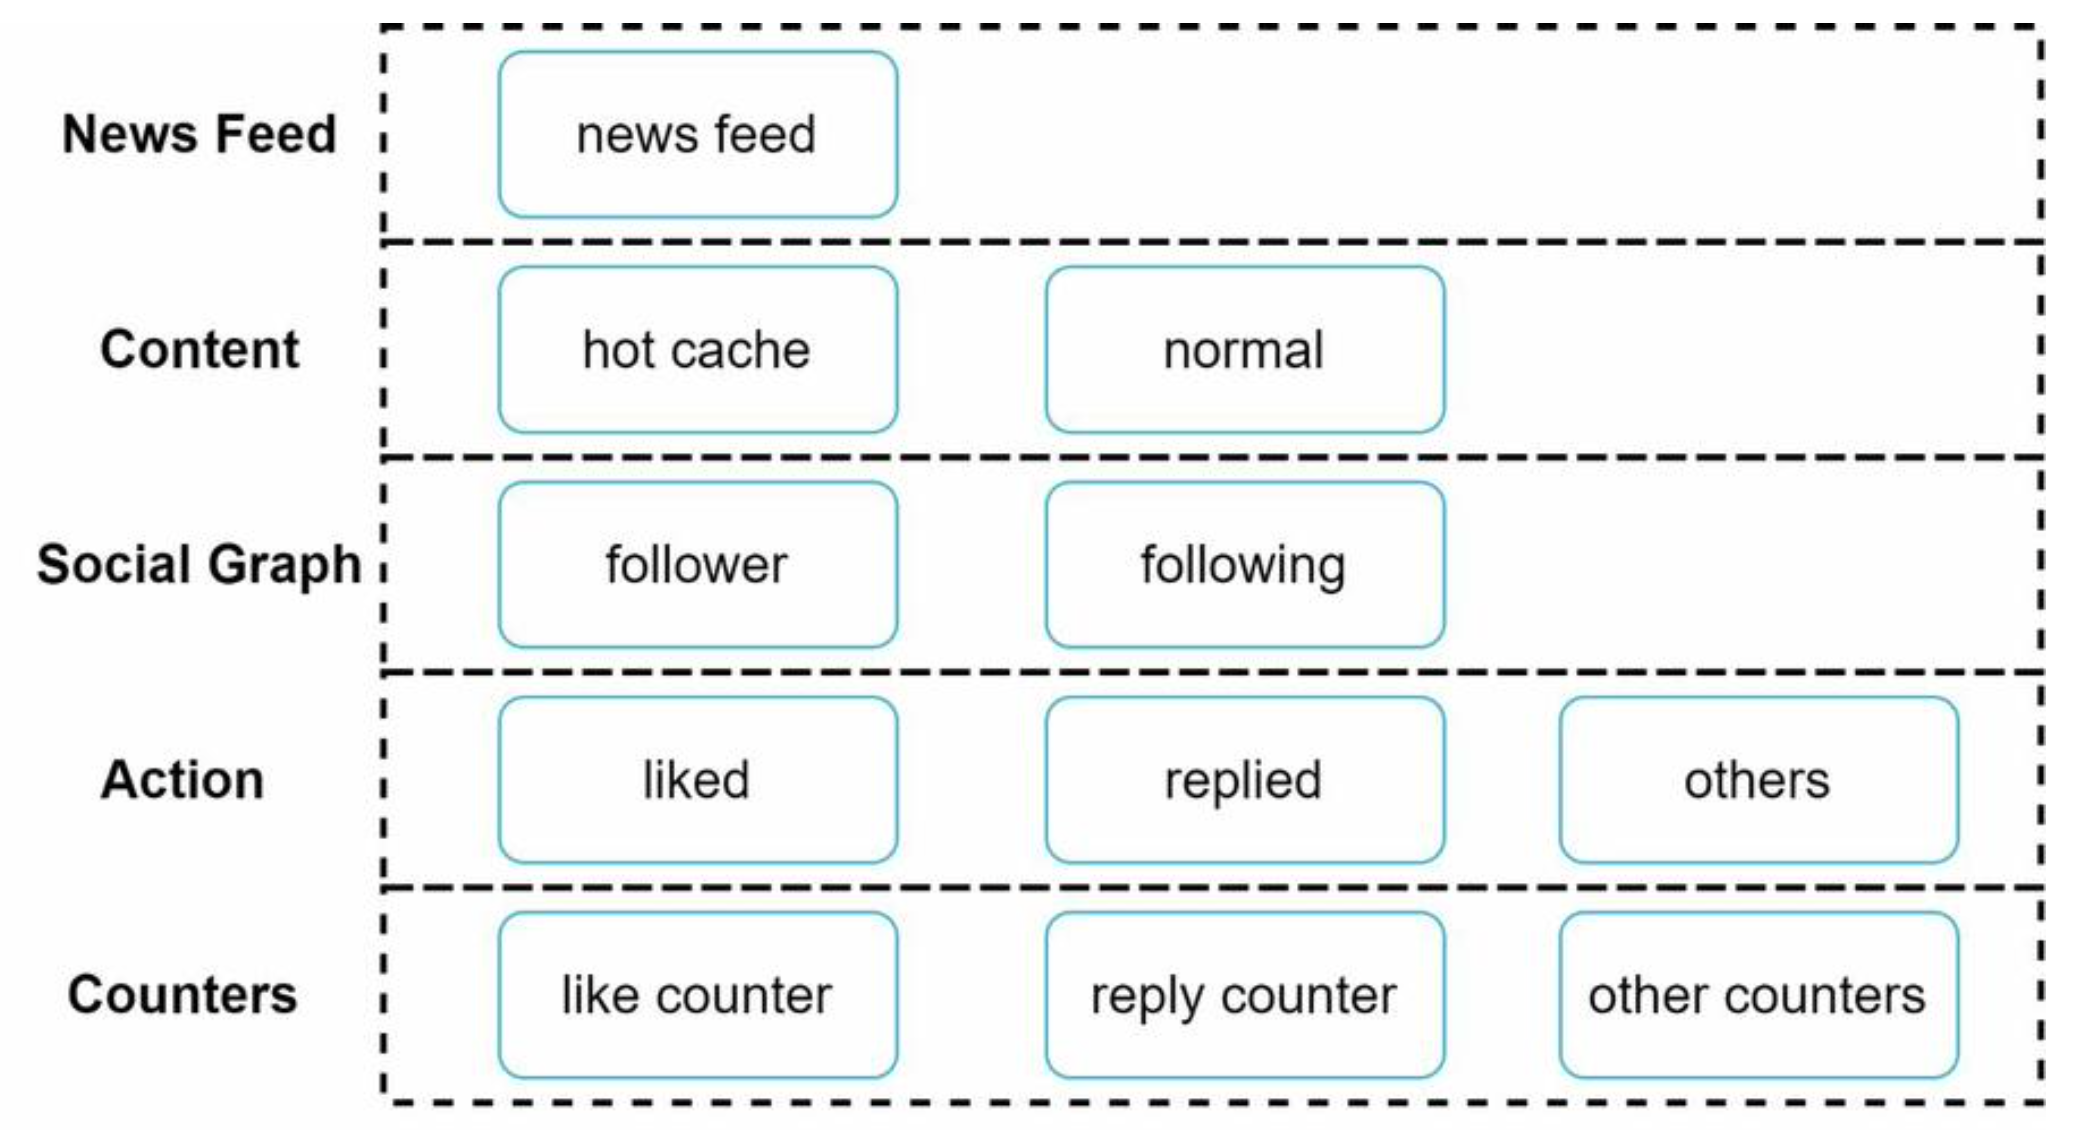 News Feed
news feed
Content
hot cache
normal
Social Graph
follower
following
Action
liked
replied
others
Counters
like counter
reply counter
other counters